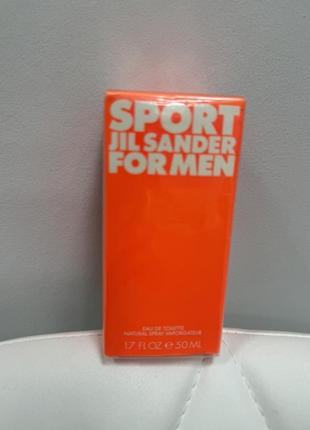 SPORT
JIL SANDER
FOR MEN
EAU DE TOILETTE
NATURAL SPRAY VAPORISATEUR
1.7 FL OZ ℮ 50 ML